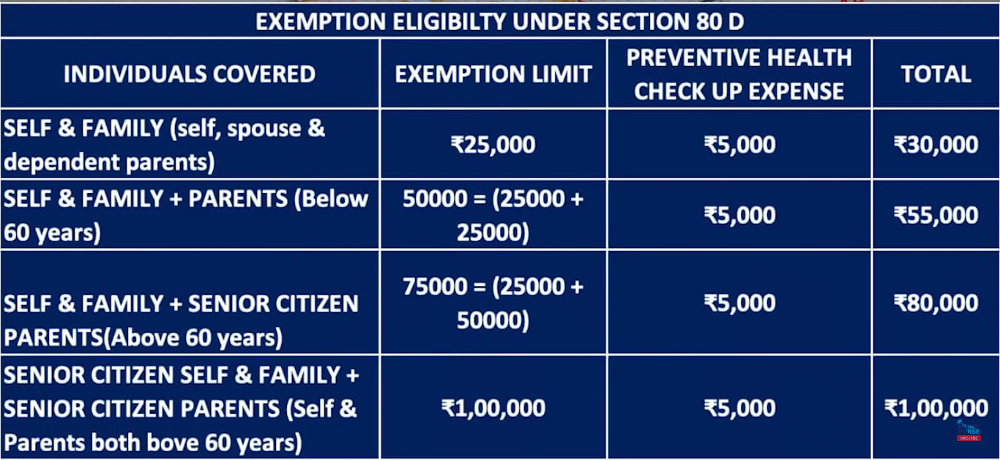 EXEMPTION ELIGIBILTY UNDER SECTION 80 D
INDIVIDUALS COVERED
EXEMPTION LIMIT
PREVENTIVE HEALTH
CHECK UP EXPENSE
TOTAL
SELF & FAMILY (self, spouse &
dependent parents)
₹25,000
₹5,000
₹30,000
SELF & FAMILY + PARENTS (Below
60 years)
50000 = (25000 +
25000)
₹5,000
₹55,000
SELF & FAMILY + SENIOR CITIZEN
PARENTS(Above 60 years)
75000 = (25000 +
50000)
₹5,000
₹80,000
SENIOR CITIZEN SELF & FAMILY +
SENIOR CITIZEN PARENTS (Self &
Parents both bove 60 years)
₹1,00,000
₹5,000
₹1,00,000
SUBSCRIBE